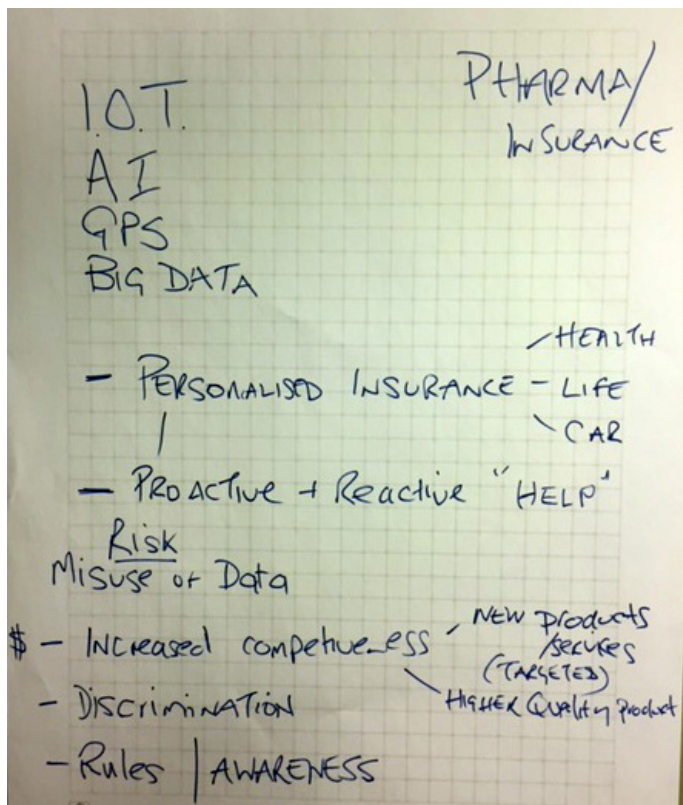 PHARMA/
INSURANCE
I.O.T.
AI
GPS
BIG DATA
- PERSONALISED INSURANCE - HEALTH
- LIFE
- CAR
- PROACTIVE + Reactive "HELP"
Risk
Misuse of Data
$ - INCREASED competiveness
NEW products
/services
(TARGETED)
HIGHER Quality product
- DISCRIMINATION
- Rules | AWARENESS